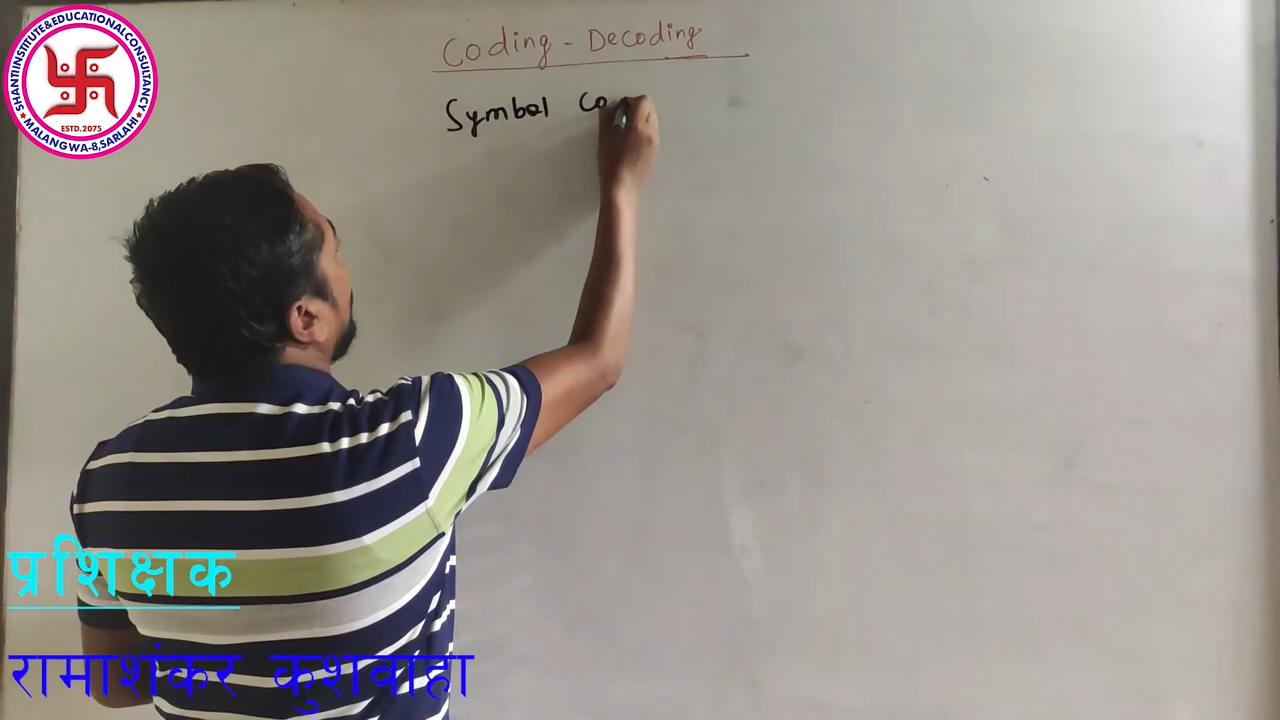 SHANTI INSTITUTE & EDUCATIONAL CONSULTANCY
ESTD. 2075
★ MALANGWA-8, SARLAHI ★
Coding - Decoding
Symbol Co
प्रशिक्षक
रामाशंकर कुशवाहा